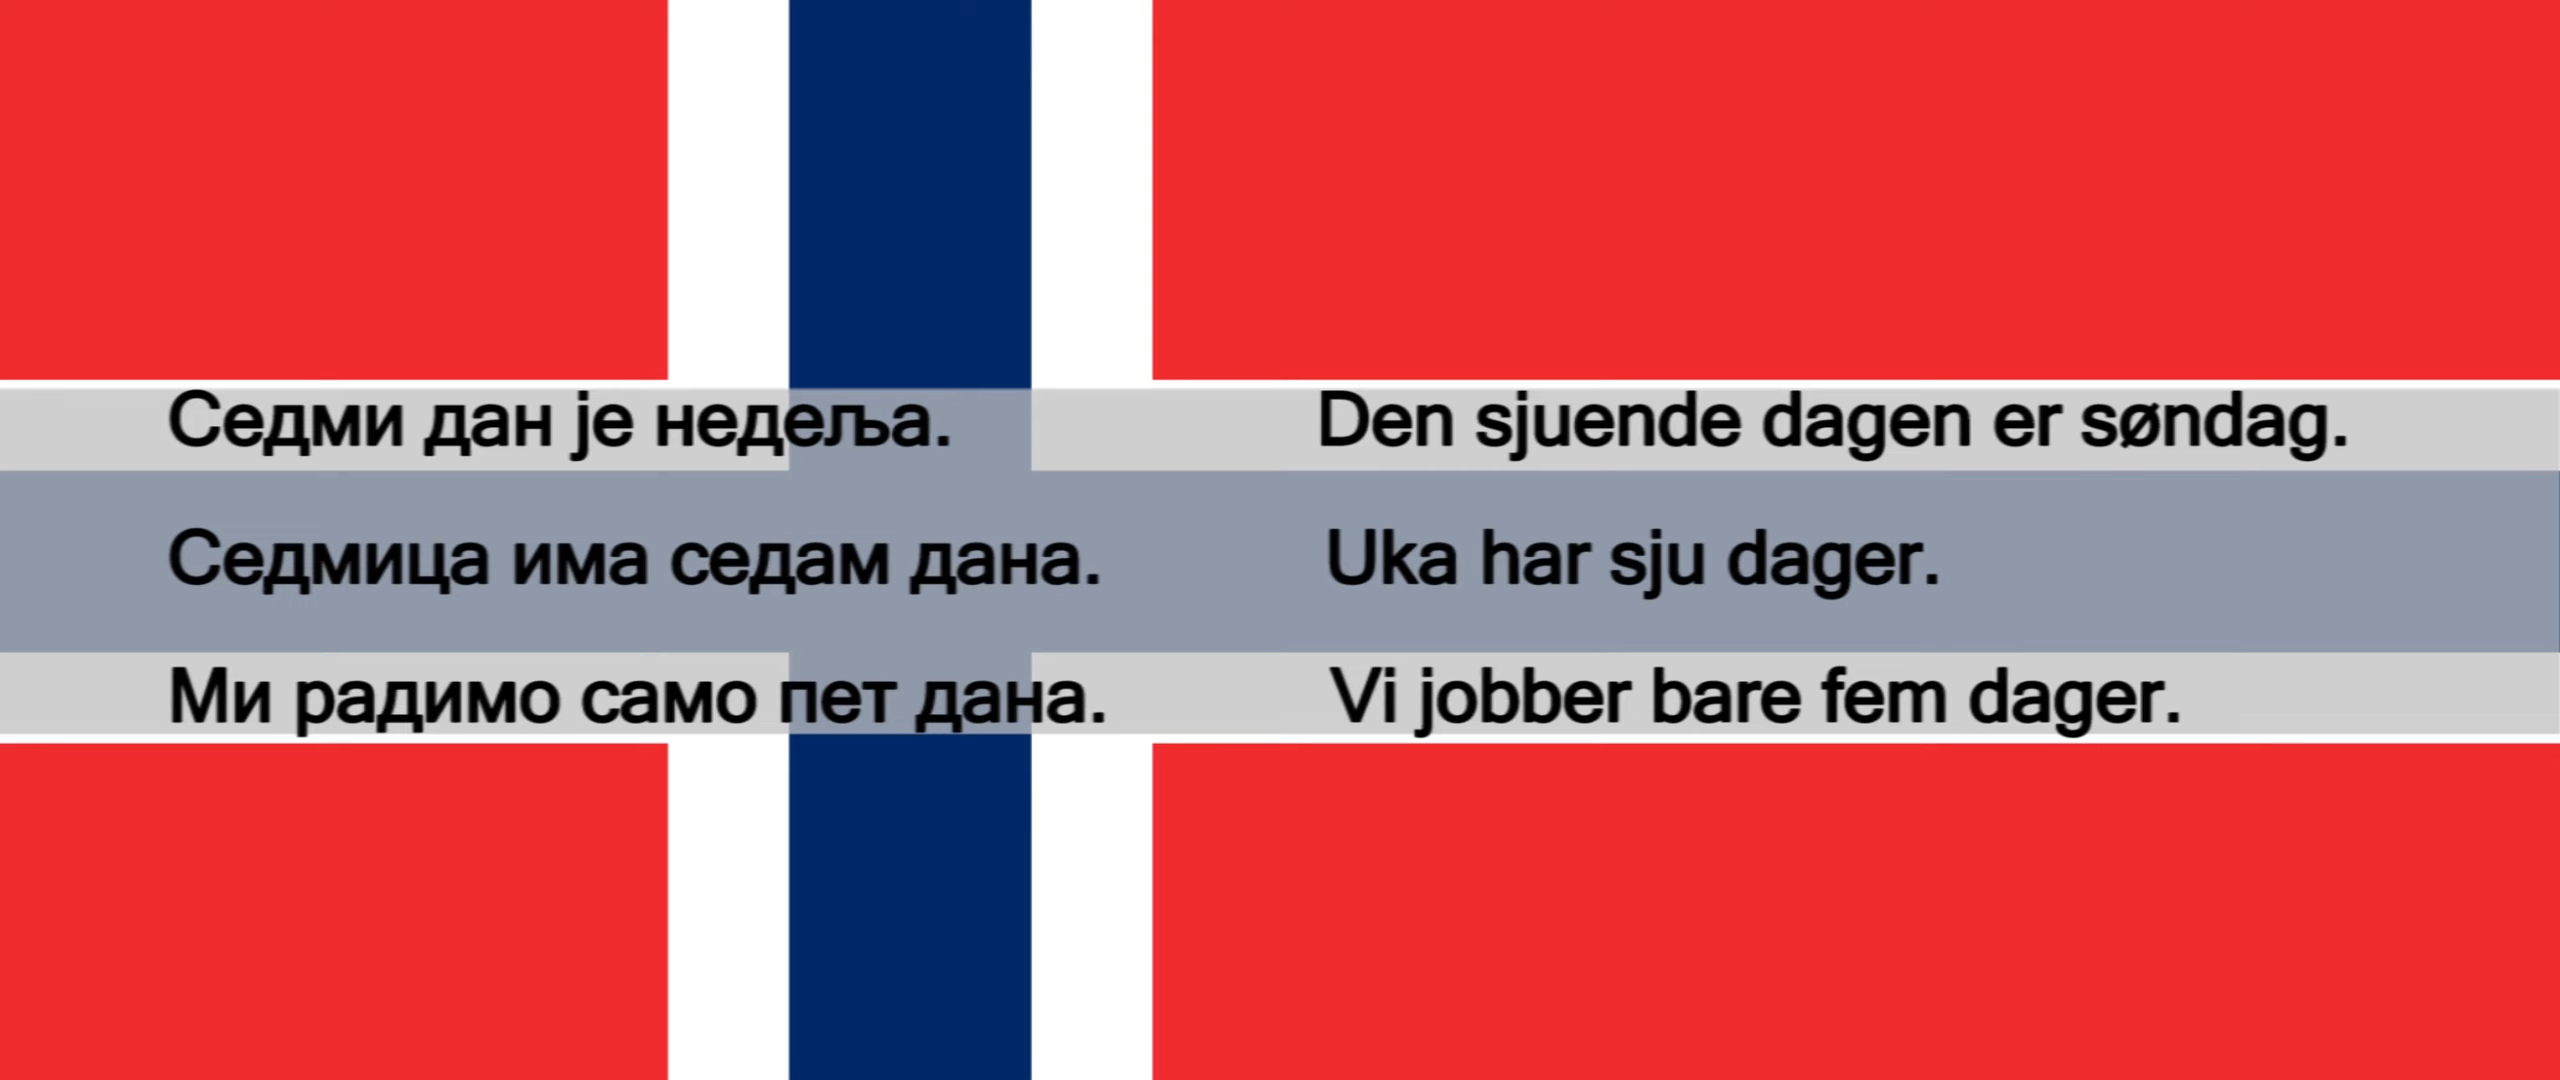 Седми дан је недеља. Den sjuende dagen er søndag.
Седмица има седам дана. Uka har sju dager.
Ми радимо само пет дана. Vi jobber bare fem dager.